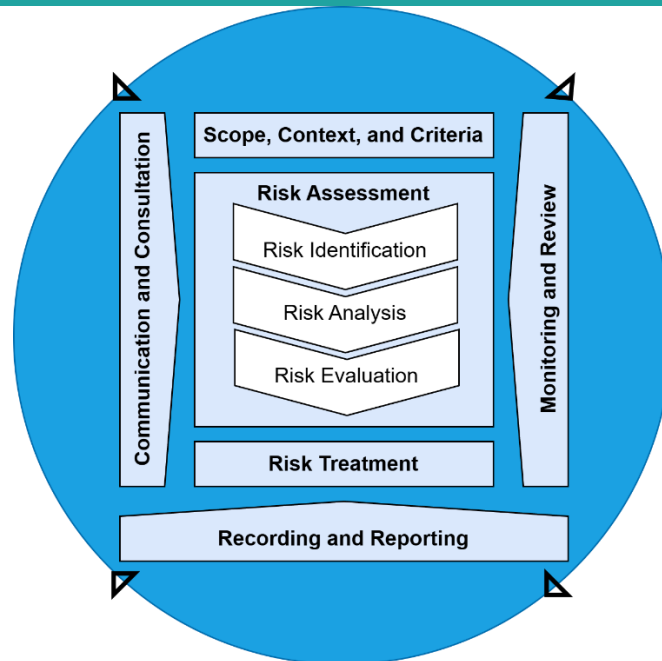 Scope, Context, and Criteria
Communication and Consultation
Risk Assessment
Risk Identification
Risk Analysis
Risk Evaluation
Monitoring and Review
Risk Treatment
Recording and Reporting